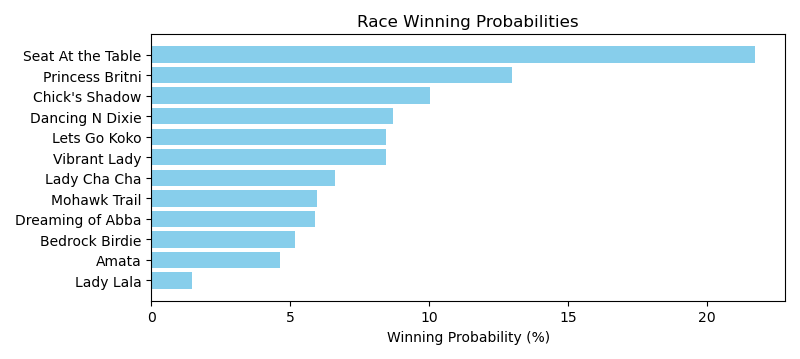 Race Winning Probabilities
Seat At the Table
Princess Britni
Chick's Shadow
Dancing N Dixie
Lets Go Koko
Vibrant Lady
Lady Cha Cha
Mohawk Trail
Dreaming of Abba
Bedrock Birdie
Amata
Lady Lala
0 5 10 15 20
Winning Probability (%)